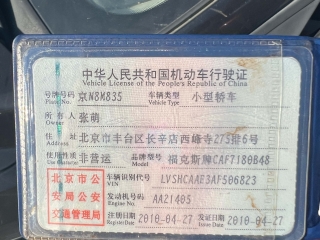 中华人民共和国机动车行驶证
Vehicle License of the People's Republic of China
号牌号码 京N8M835 车辆类型 小型轿车
Plate No. Vehicle Type
所有人 张萌
Owner
住址 北京市丰台区长辛店西峰寺275排6号
Address
使用性质 非营运 品牌型号 福克斯牌CAF7180B48
北京市公 车辆识别代号 LVSHCAAE3AF506823
VIN
安局公安 发动机号码 AA21405
Engine No.
交通管理局 注册日期 2010-04-27 发证日期 2010-04-27
Register Date Issue Date